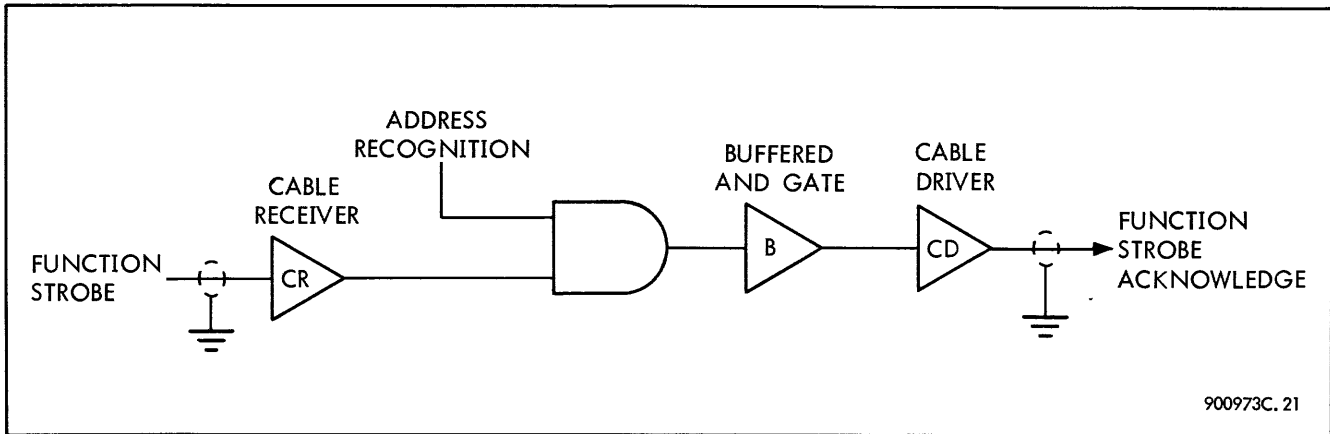 ADDRESS
RECOGNITION
BUFFERED
AND GATE
CABLE
DRIVER
CABLE
RECEIVER
FUNCTION
STROBE
CR
B
CD
FUNCTION
STROBE
ACKNOWLEDGE
900973C. 21